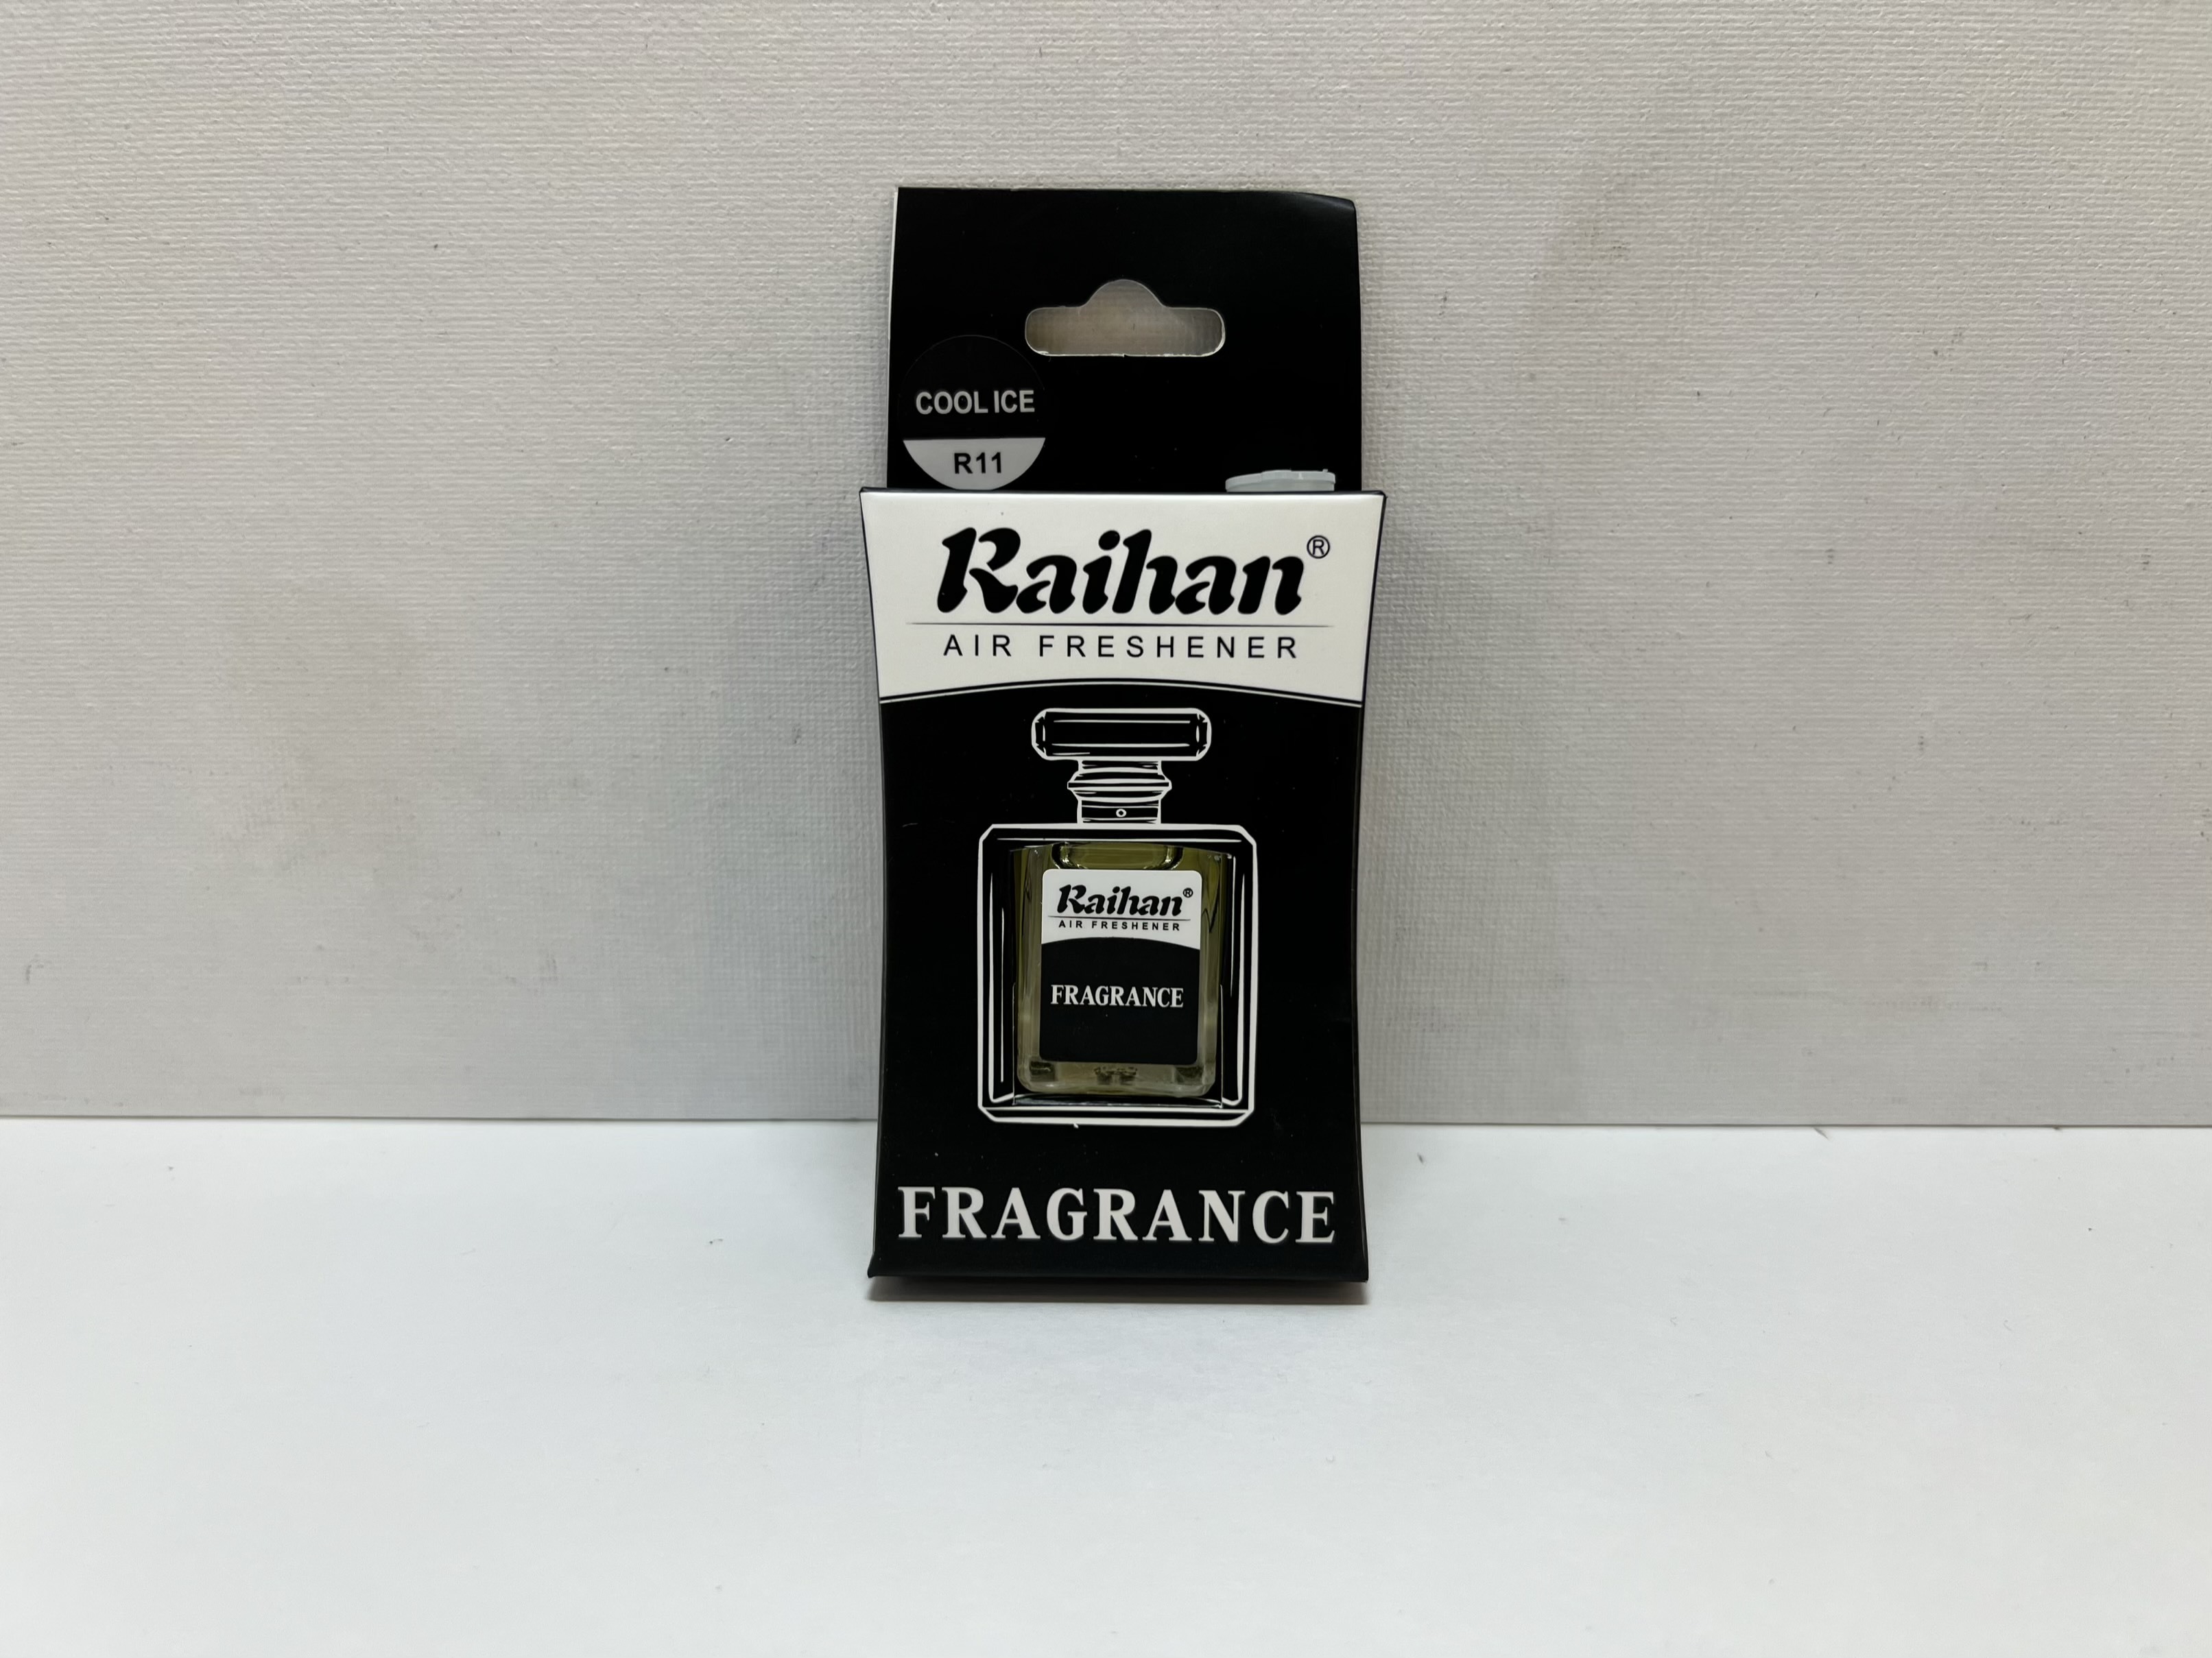 COOL ICE
R11
Raihan®
AIR FRESHENER
Raihan®
AIR FRESHENER
FRAGRANCE
FRAGRANCE